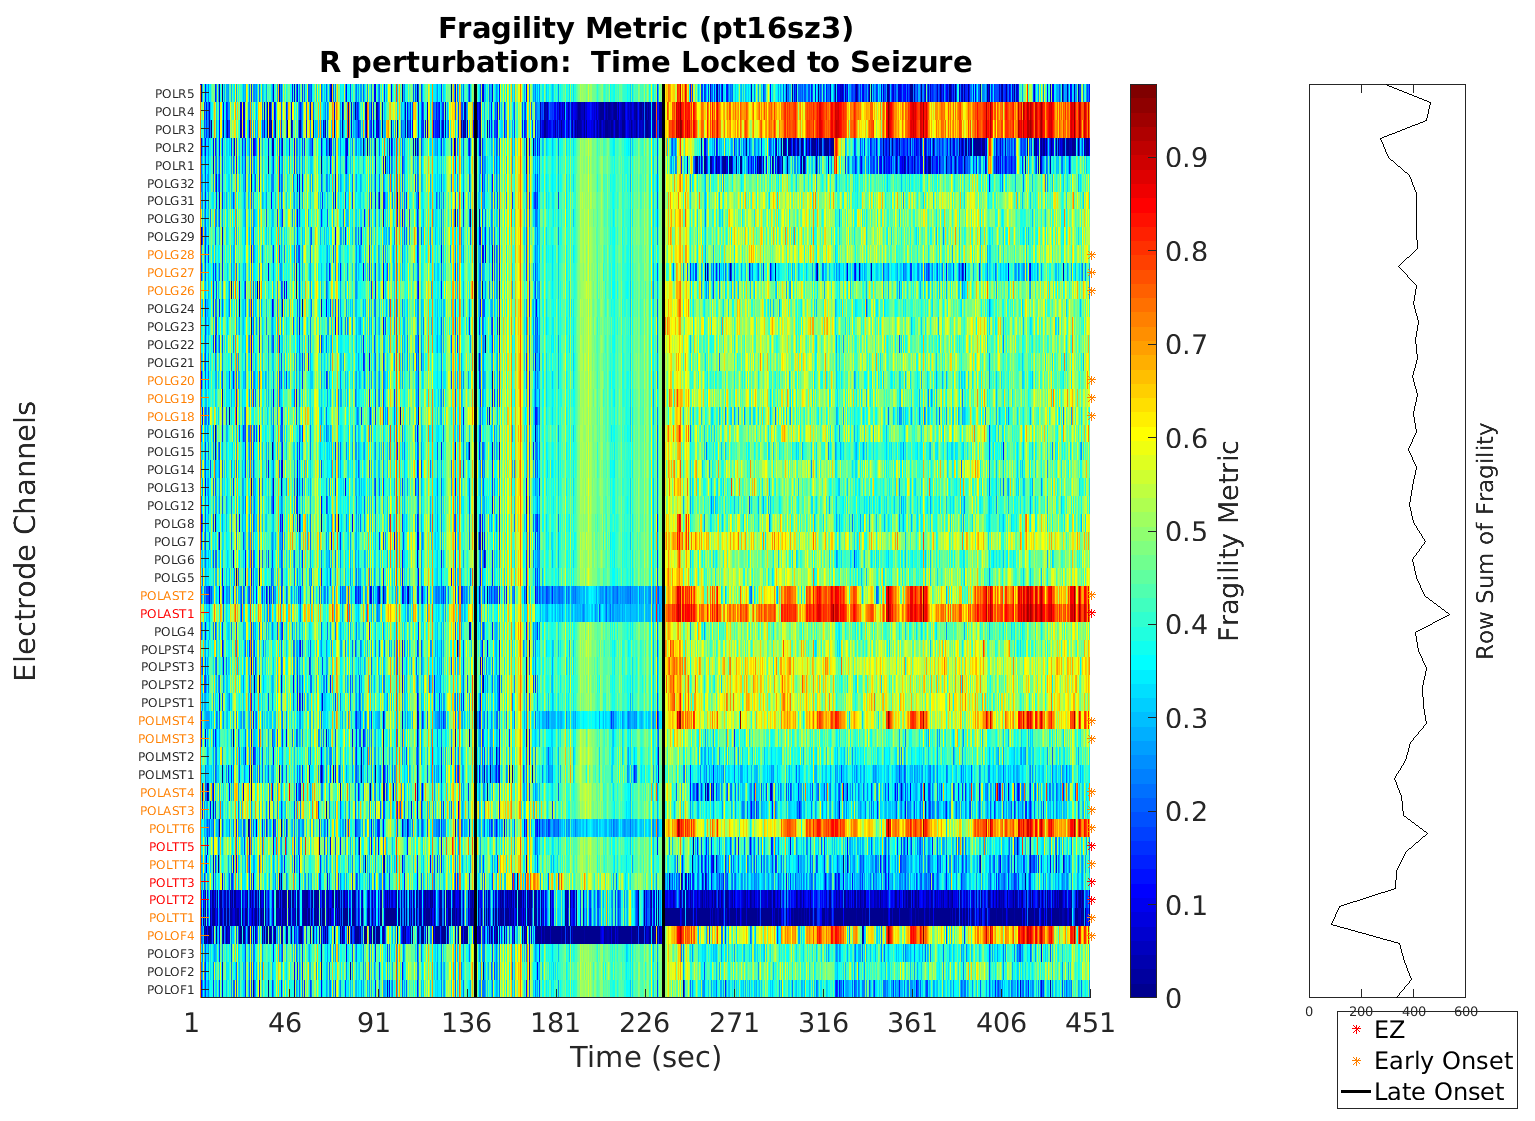 Fragility Metric (pt16sz3)
R perturbation:  Time Locked to Seizure
Electrode Channels
POLR5
POLR4
POLR3
POLR2
POLR1
POLG32
POLG31
POLG30
POLG29
POLG28
POLG27
POLG26
POLG24
POLG23
POLG22
POLG21
POLG20
POLG19
POLG18
POLG16
POLG15
POLG14
POLG13
POLG12
POLG8
POLG7
POLG6
POLG5
POLAST2
POLAST1
POLG4
POLPST4
POLPST3
POLPST2
POLPST1
POLMST4
POLMST3
POLMST2
POLMST1
POLAST4
POLAST3
POLTT6
POLTT5
POLTT4
POLTT3
POLTT2
POLTT1
POLOF4
POLOF3
POLOF2
POLOF1
1 46 91 136 181 226 271 316 361 406 451
Time (sec)
0.9
0.8
0.7
0.6
0.5
0.4
0.3
0.2
0.1
0
Fragility Metric
0 200 400 600
Row Sum of Fragility
EZ
Early Onset
Late Onset